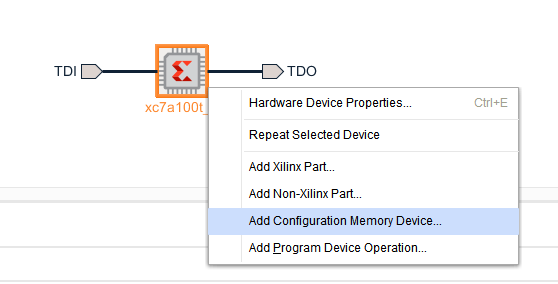 TDI
TDO
xc7a100t_
Hardware Device Properties... Ctrl+E
Repeat Selected Device
Add Xilinx Part...
Add Non-Xilinx Part...
Add Configuration Memory Device...
Add Program Device Operation...